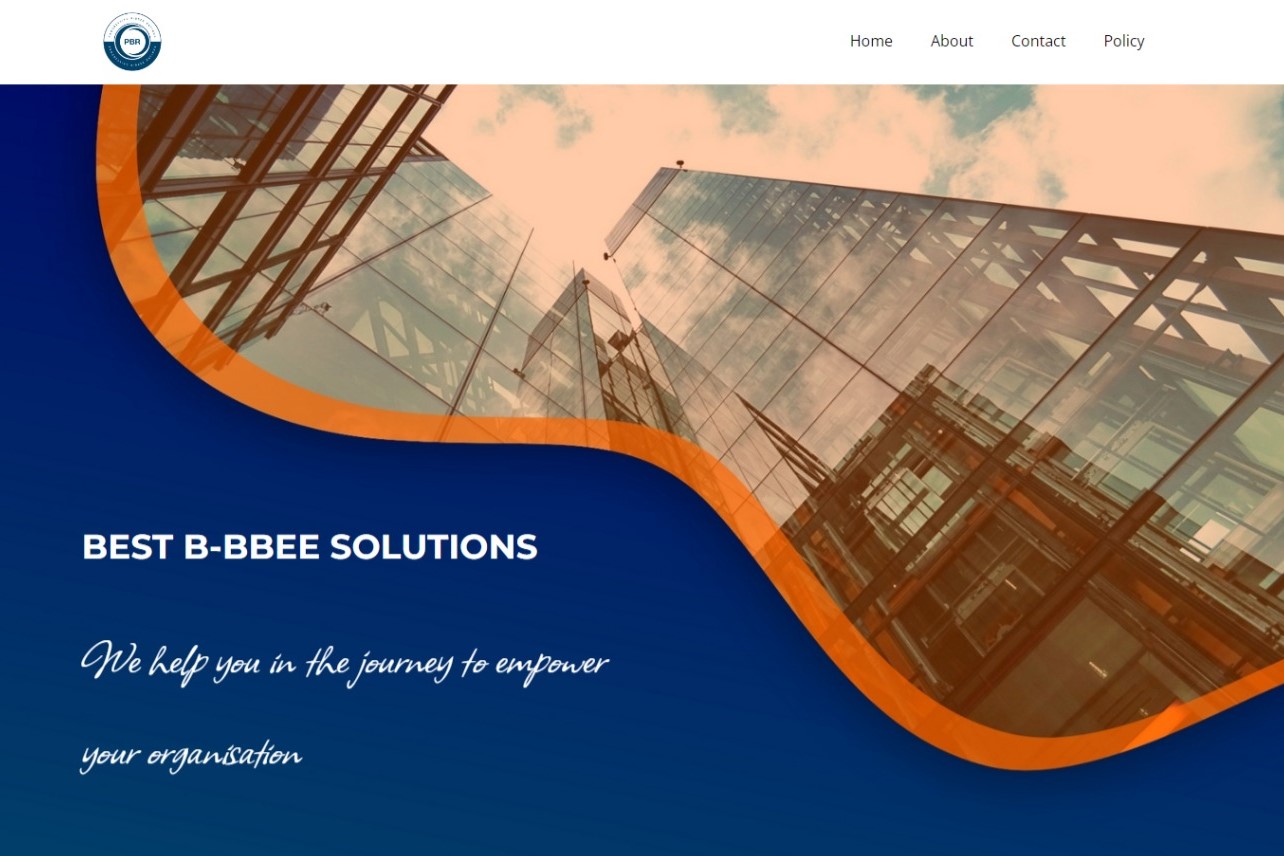 PBR
Home About Contact Policy
BEST B-BBEE SOLUTIONS
We help you in the journey to empower
your organisation